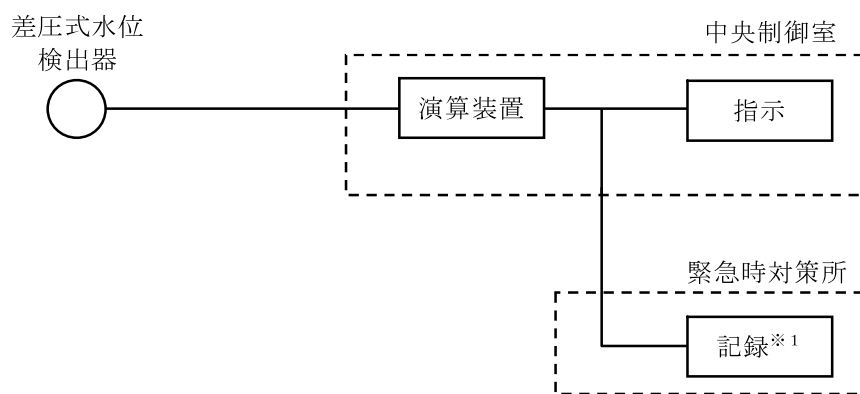 差圧式水位
検出器
中央制御室
演算装置
指示
緊急時対策所
記録※1